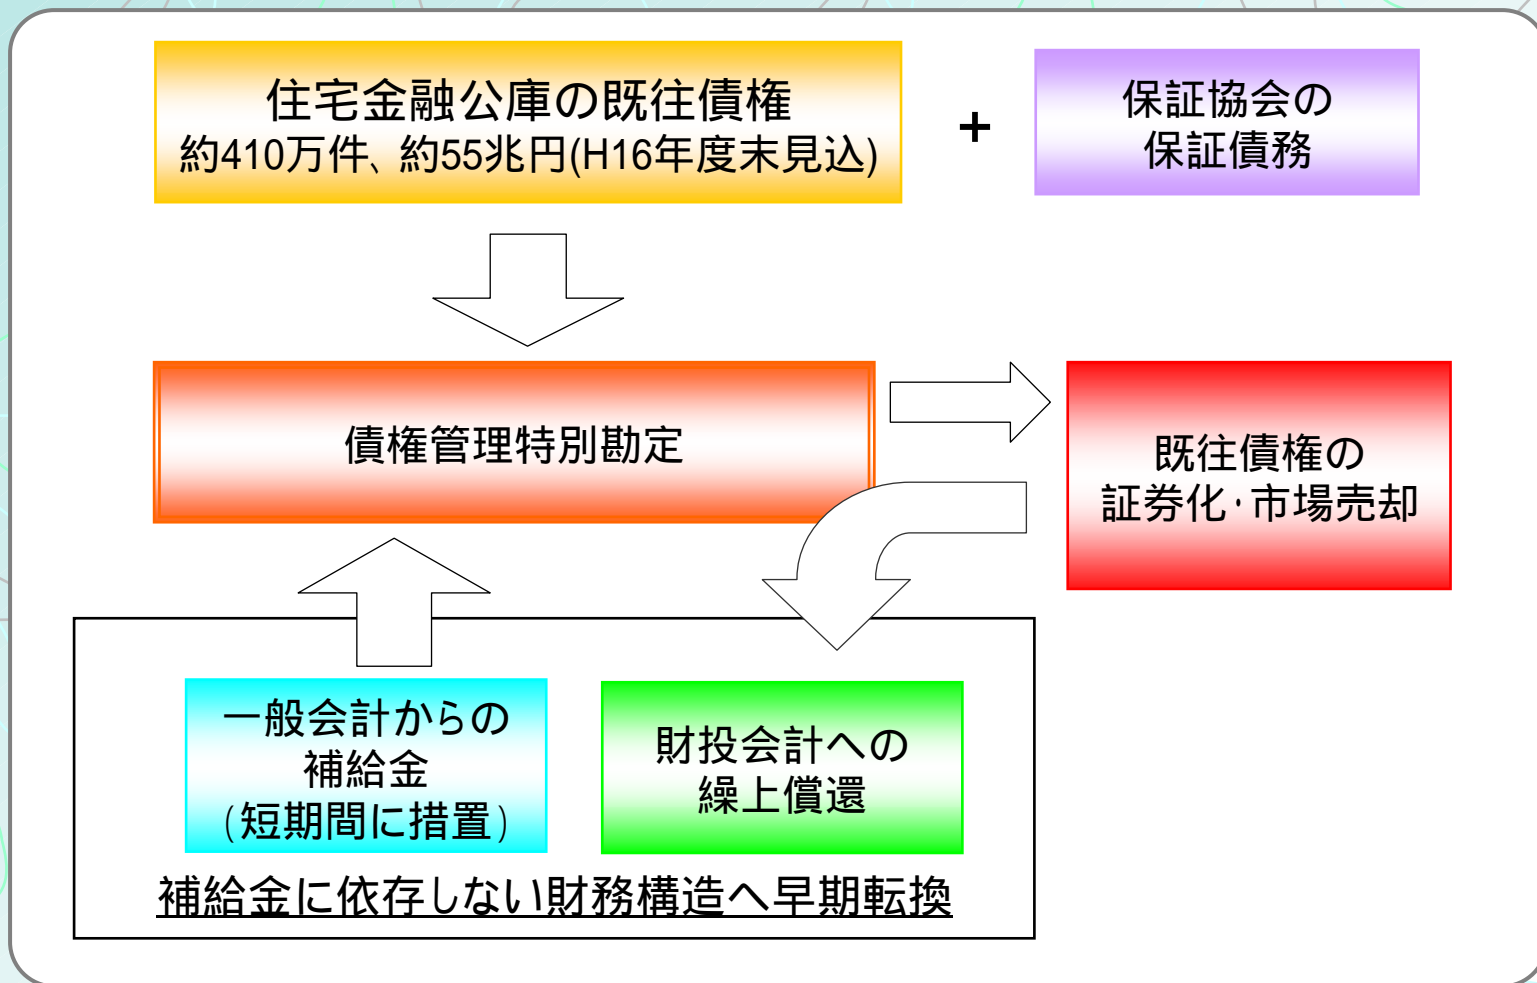 住宅金融公庫の既往債権
約410万件、約55兆円(H16年度末見込)
+
保証協会の
保証債務
債権管理特別勘定
既往債権の
証券化・市場売却
一般会計からの
補給金
(短期間に措置)
財投会計への
繰上償還
補給金に依存しない財務構造へ早期転換